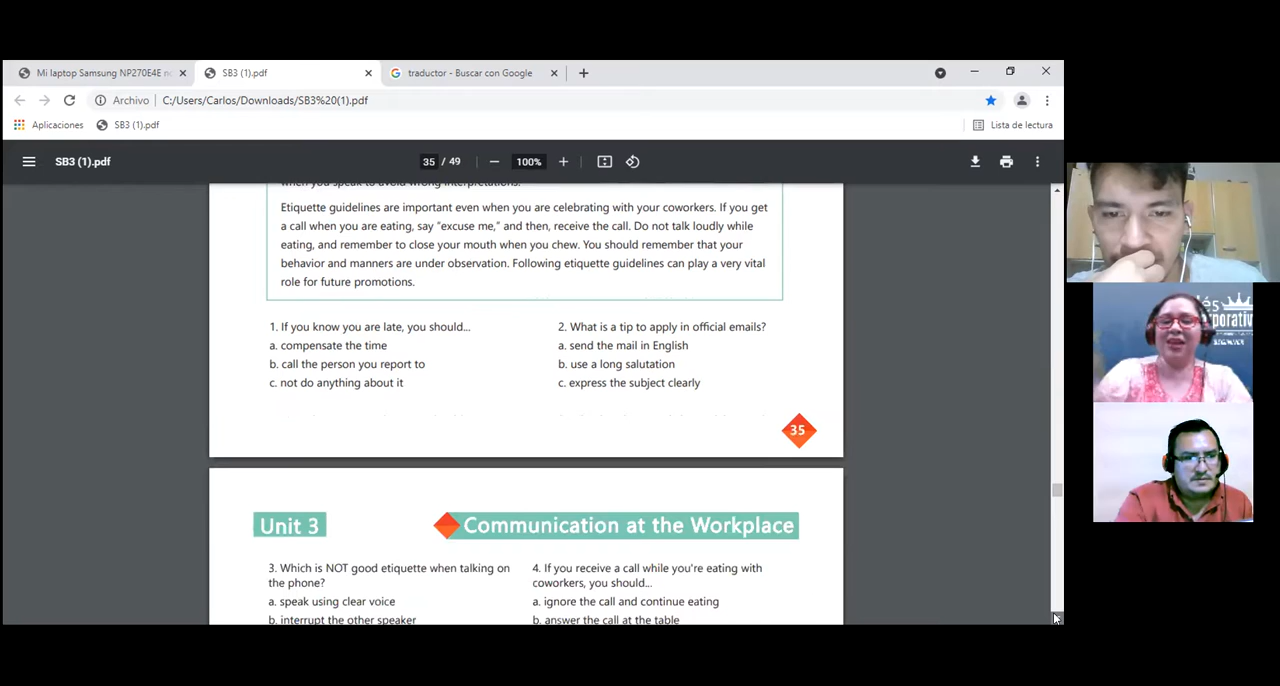 Mi laptop Samsung NP270E4E no
SB3 (1).pdf
traductor - Buscar con Google
Archivo
C:/Users/Carlos/Downloads/SB3%20(1).pdf
Aplicaciones
SB3 (1).pdf
Lista de lectura
SB3 (1).pdf
35 / 49
100%
when you speak to avoid wrong interpretations.
Etiquette guidelines are important even when you are celebrating with your coworkers. If you get
a call when you are eating, say “excuse me,” and then, receive the call. Do not talk loudly while
eating, and remember to close your mouth when you chew. You should remember that your
behavior and manners are under observation. Following etiquette guidelines can play a very vital
role for future promotions.
1. If you know you are late, you should...
a. compensate the time
b. call the person you report to
c. not do anything about it
2. What is a tip to apply in official emails?
a. send the mail in English
b. use a long salutation
c. express the subject clearly
35
Unit 3
Communication at the Workplace
3. Which is NOT good etiquette when talking on
the phone?
a. speak using clear voice
b. interrupt the other speaker
4. If you receive a call while you're eating with
coworkers, you should...
a. ignore the call and continue eating
b. answer the call at the table